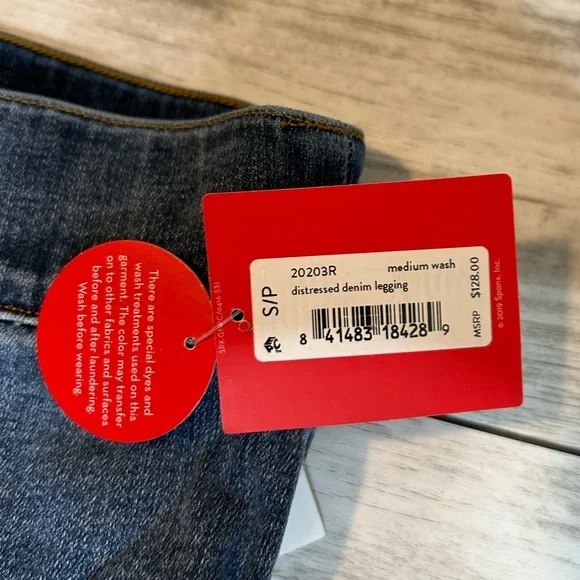 20203R medium wash
distressed denim legging
S/P
8 41483 18428 9
MSRP $128.00
© 2019 Spanx, Inc.
There are special dyes and
wash treatments used on this
garment. The color may transfer
on to other fabrics and surfaces
before and after laundering.
Wash before wearing.